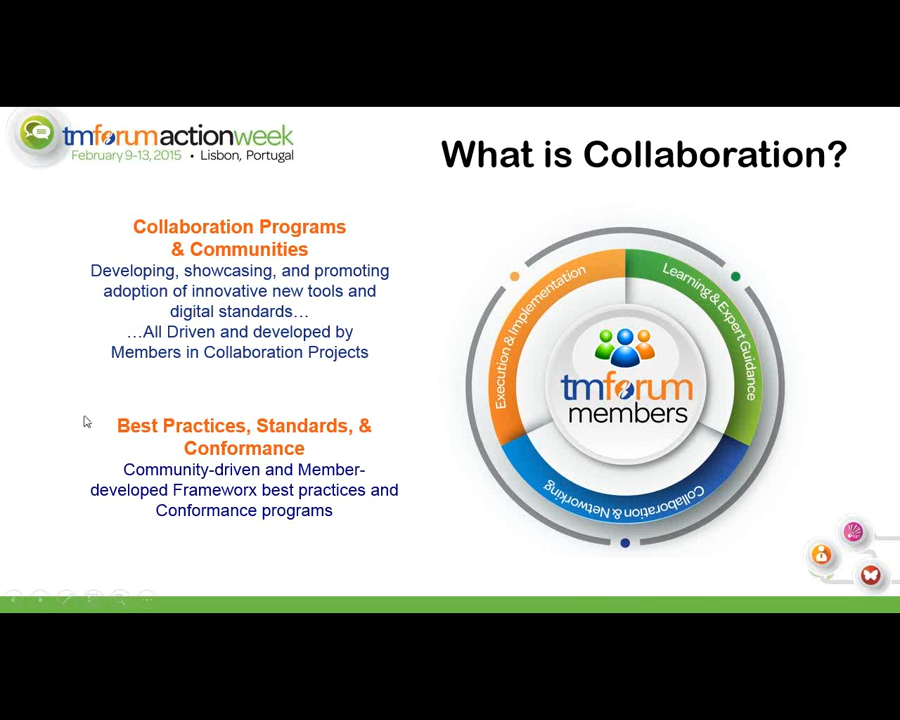 tmforum actionweek
February 9-13, 2015 • Lisbon, Portugal
What is Collaboration?
Collaboration Programs
& Communities
Developing, showcasing, and promoting
adoption of innovative new tools and
digital standards…
…All Driven and developed by
Members in Collaboration Projects
Best Practices, Standards, &
Conformance
Community-driven and Member-
developed Frameworx best practices and
Conformance programs
Execution & Implementation
Learning & Expert Guidance
Collaboration & Networking
tmforum
members